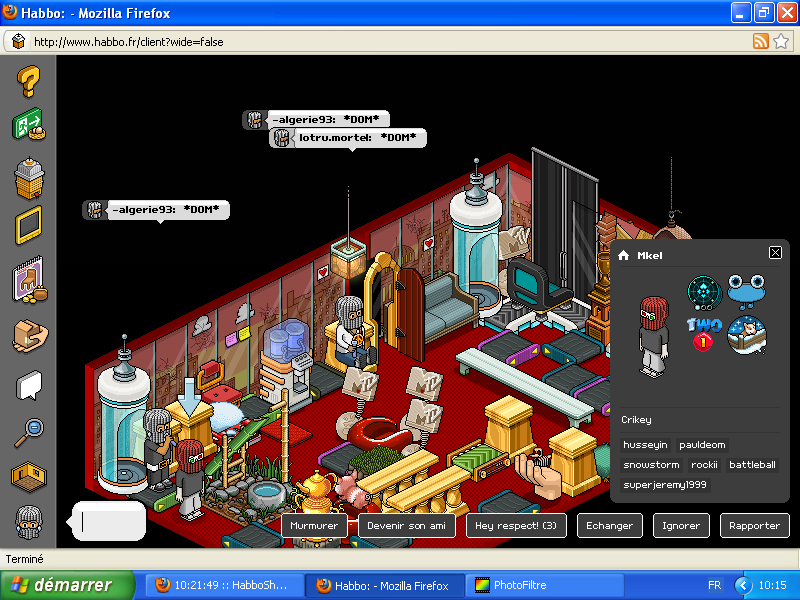 Habbo: - Mozilla Firefox
http://www.habbo.fr/client?wide=false
-algerie93: *DOM*
lotru.mortel: *DOM*
-algerie93: *DOM*
Mkel
TWO
Crikey
husseyin pauldeom
snowstorm rockii battleball
superjeremy1999
Murmurer Devenir son ami Hey respect! (3) Echanger Ignorer Rapporter
Terminé
démarrer 10:21:49 :: HabboSh... Habbo: - Mozilla Firefox PhotoFiltre FR 10:15